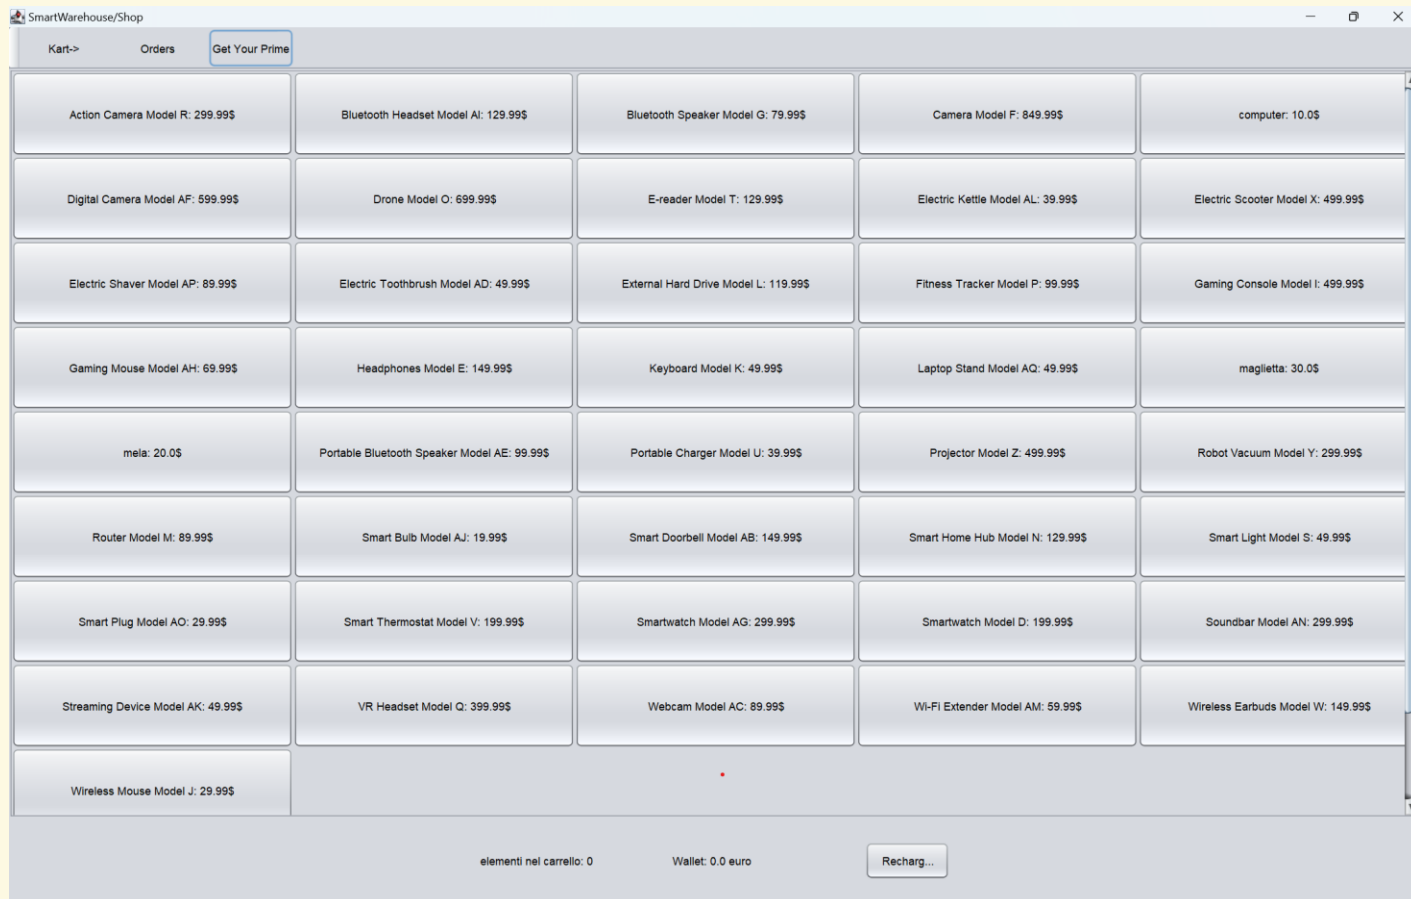 SmartWarehouse/Shop
Kart-> Orders Get Your Prime
Action Camera Model R: 299.99$ Bluetooth Headset Model AI: 129.99$ Bluetooth Speaker Model G: 79.99$ Camera Model F: 849.99$ computer: 10.0$
Digital Camera Model AF: 599.99$ Drone Model O: 699.99$ E-reader Model T: 129.99$ Electric Kettle Model AL: 39.99$ Electric Scooter Model X: 499.99$
Electric Shaver Model AP: 89.99$ Electric Toothbrush Model AD: 49.99$ External Hard Drive Model L: 119.99$ Fitness Tracker Model P: 99.99$ Gaming Console Model I: 499.99$
Gaming Mouse Model AH: 69.99$ Headphones Model E: 149.99$ Keyboard Model K: 49.99$ Laptop Stand Model AQ: 49.99$ maglietta: 30.0$
mela: 20.0$ Portable Bluetooth Speaker Model AE: 99.99$ Portable Charger Model U: 39.99$ Projector Model Z: 499.99$ Robot Vacuum Model Y: 299.99$
Router Model M: 89.99$ Smart Bulb Model AJ: 19.99$ Smart Doorbell Model AB: 149.99$ Smart Home Hub Model N: 129.99$ Smart Light Model S: 49.99$
Smart Plug Model AO: 29.99$ Smart Thermostat Model V: 199.99$ Smartwatch Model AG: 299.99$ Smartwatch Model D: 199.99$ Soundbar Model AN: 299.99$
Streaming Device Model AK: 49.99$ VR Headset Model Q: 399.99$ Webcam Model AC: 89.99$ Wi-Fi Extender Model AM: 59.99$ Wireless Earbuds Model W: 149.99$
Wireless Mouse Model J: 29.99$
elementi nel carrello: 0 Wallet: 0.0 euro Recharg...